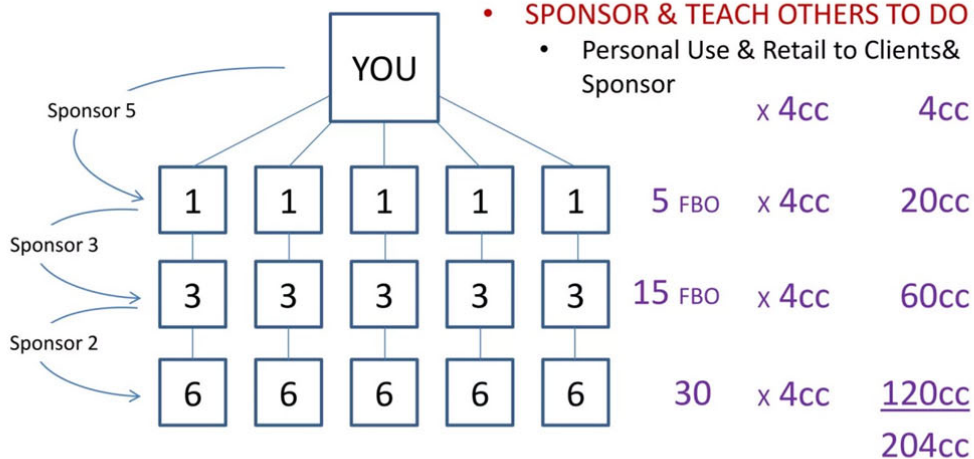 • SPONSOR & TEACH OTHERS TO DO
• Personal Use & Retail to Clients&
Sponsor
YOU
x 4cc 4cc
Sponsor 5
1 1 1 1 1 5 FBO x 4cc 20cc
Sponsor 3
3 3 3 3 3 15 FBO x 4cc 60cc
Sponsor 2
6 6 6 6 6 30 x 4cc 120cc
204cc